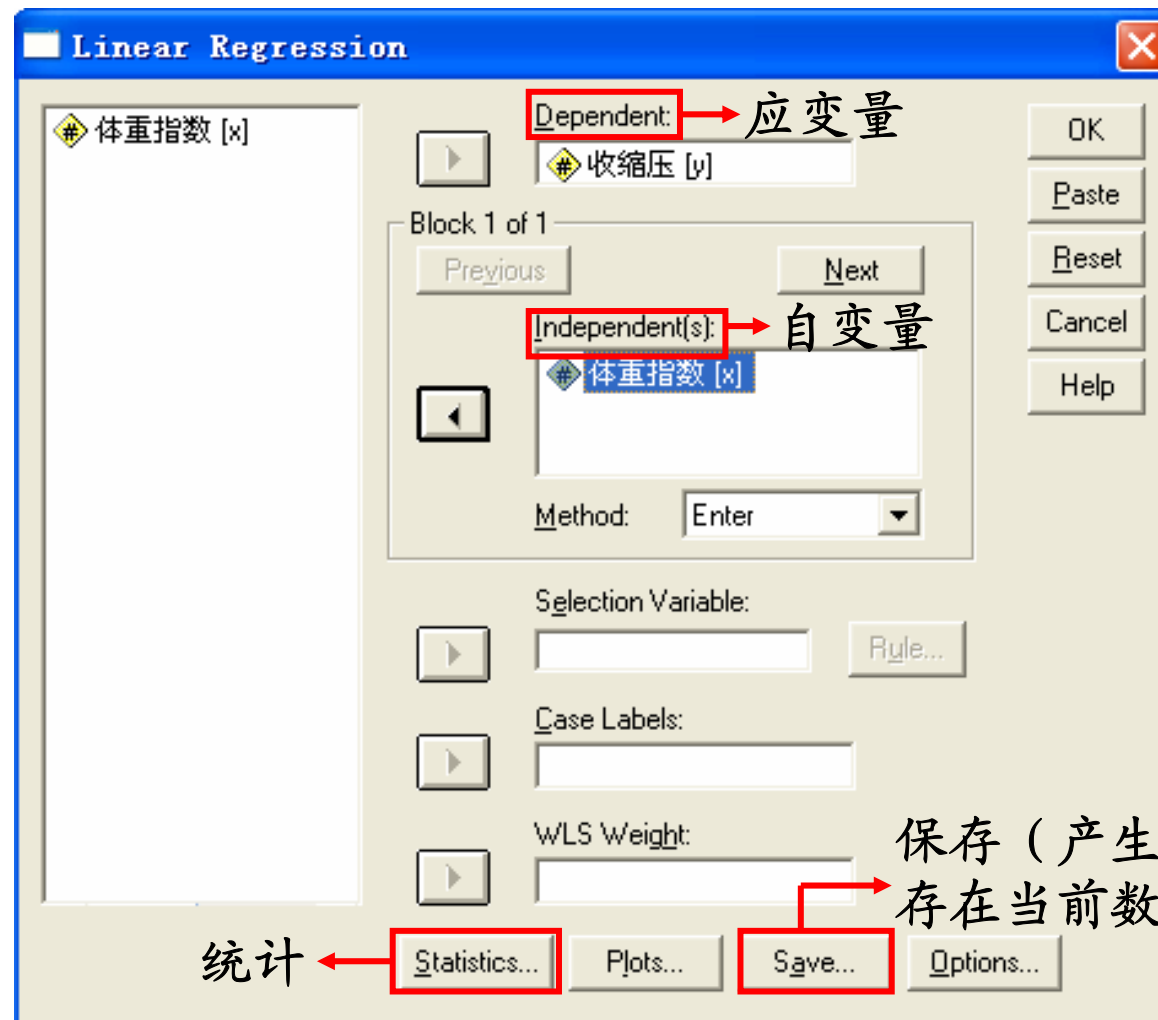 Linear Regression
体重指数 [x]
Dependent:
应变量
收缩压 [y]
Block 1 of 1
Previous
Next
Independent(s):
自变量
体重指数 [x]
Method:
Enter
Selection Variable:
Rule...
Case Labels:
WLS Weight:
保存（产生
存在当前数
统计
Statistics...
Plots...
Save...
Options...
OK
Paste
Reset
Cancel
Help